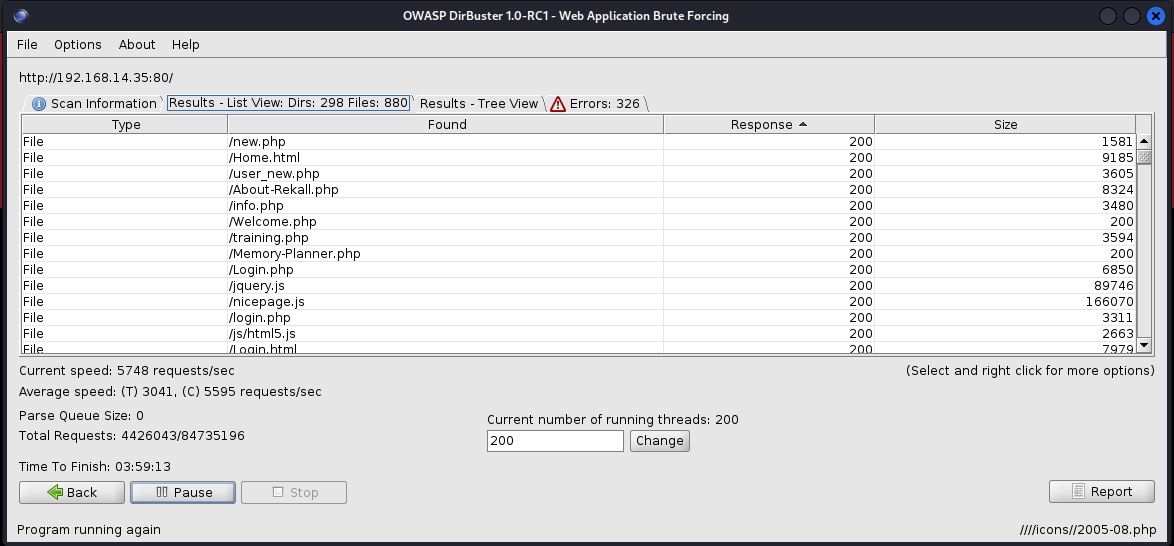 OWASP DirBuster 1.0-RC1 - Web Application Brute Forcing
File Options About Help
http://192.168.14.35:80/
Scan Information Results - List View: Dirs: 298 Files: 880 Results - Tree View Errors: 326
Type Found Response Size
File /new.php 200 1581
File /Home.html 200 9185
File /user_new.php 200 3605
File /About-Rekall.php 200 8324
File /info.php 200 3480
File /Welcome.php 200 200
File /training.php 200 3594
File /Memory-Planner.php 200 200
File /Login.php 200 6850
File /jquery.js 200 89746
File /nicepage.js 200 166070
File /login.php 200 3311
File /js/html5.js 200 2663
File /Login.html 200 7979
Current speed: 5748 requests/sec (Select and right click for more options)
Average speed: (T) 3041, (C) 5595 requests/sec
Parse Queue Size: 0
Current number of running threads: 200
Total Requests: 4426043/84735196
200 Change
Time To Finish: 03:59:13
Back Pause Stop Report
Program running again ////icons//2005-08.php